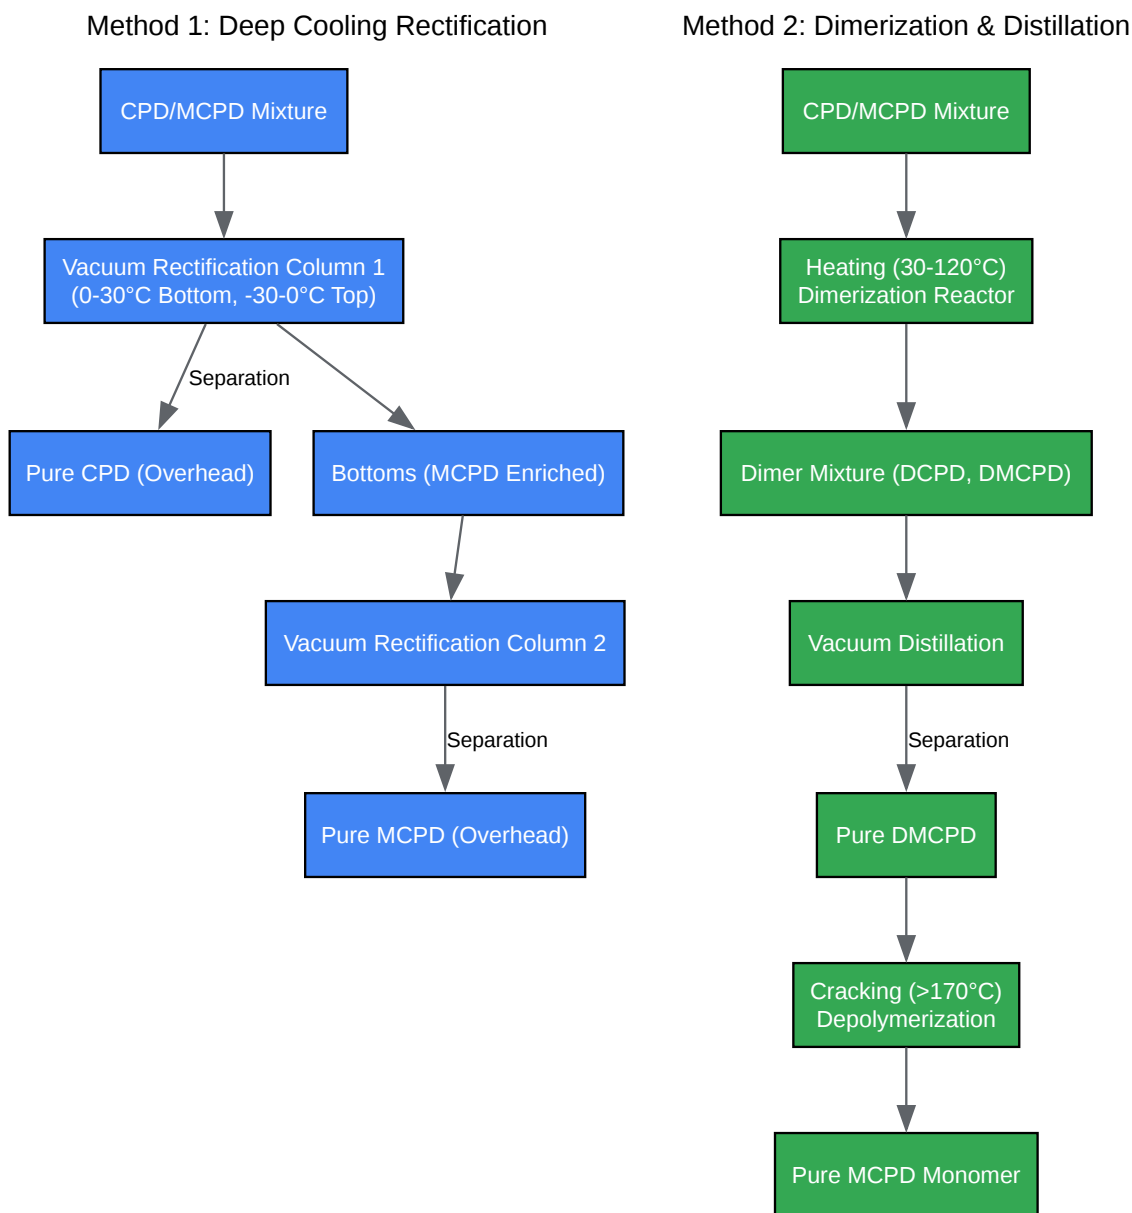 Method 1: Deep Cooling Rectification
CPD/MCPD Mixture
Vacuum Rectification Column 1
(0-30°C Bottom, -30-0°C Top)
Separation
Pure CPD (Overhead)
Bottoms (MCPD Enriched)
Vacuum Rectification Column 2
Separation
Pure MCPD (Overhead)
Method 2: Dimerization & Distillation
CPD/MCPD Mixture
Heating (30-120°C)
Dimerization Reactor
Dimer Mixture (DCPD, DMCPD)
Vacuum Distillation
Separation
Pure DMCPD
Cracking (>170°C)
Depolymerization
Pure MCPD Monomer